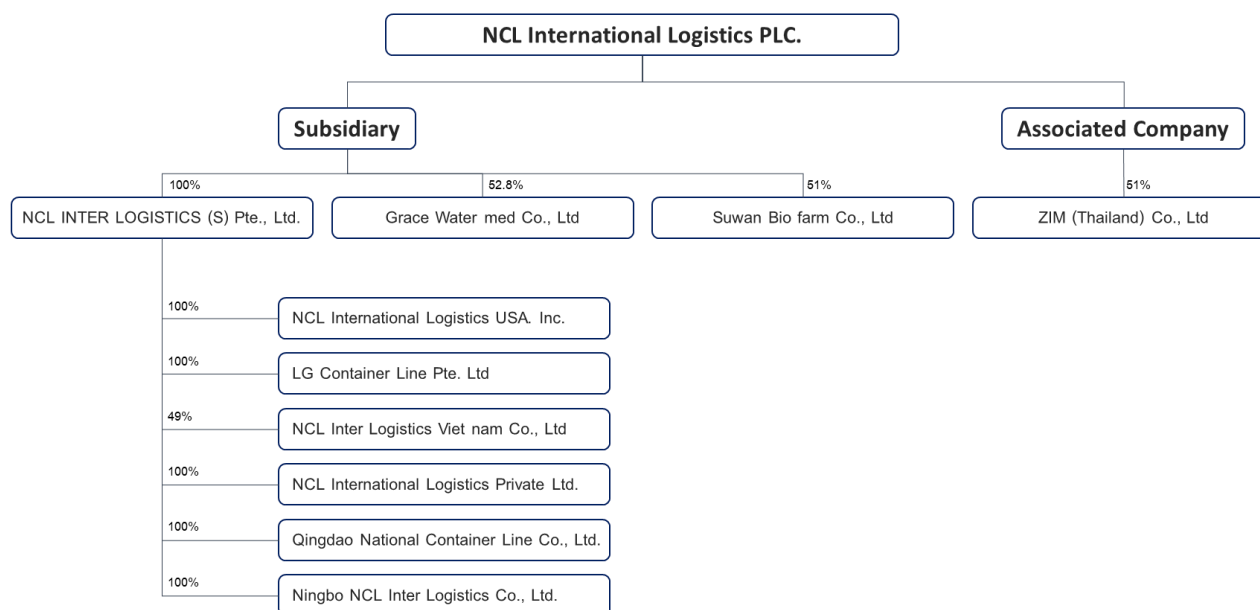 NCL International Logistics PLC.
Subsidiary
Associated Company
100%
52.8%
51%
51%
NCL INTER LOGISTICS (S) Pte., Ltd.
Grace Water med Co., Ltd
Suwan Bio farm Co., Ltd
ZIM (Thailand) Co., Ltd
100%
NCL International Logistics USA. Inc.
100%
LG Container Line Pte. Ltd
49%
NCL Inter Logistics Viet nam Co., Ltd
100%
NCL International Logistics Private Ltd.
100%
Qingdao National Container Line Co., Ltd.
100%
Ningbo NCL Inter Logistics Co., Ltd.